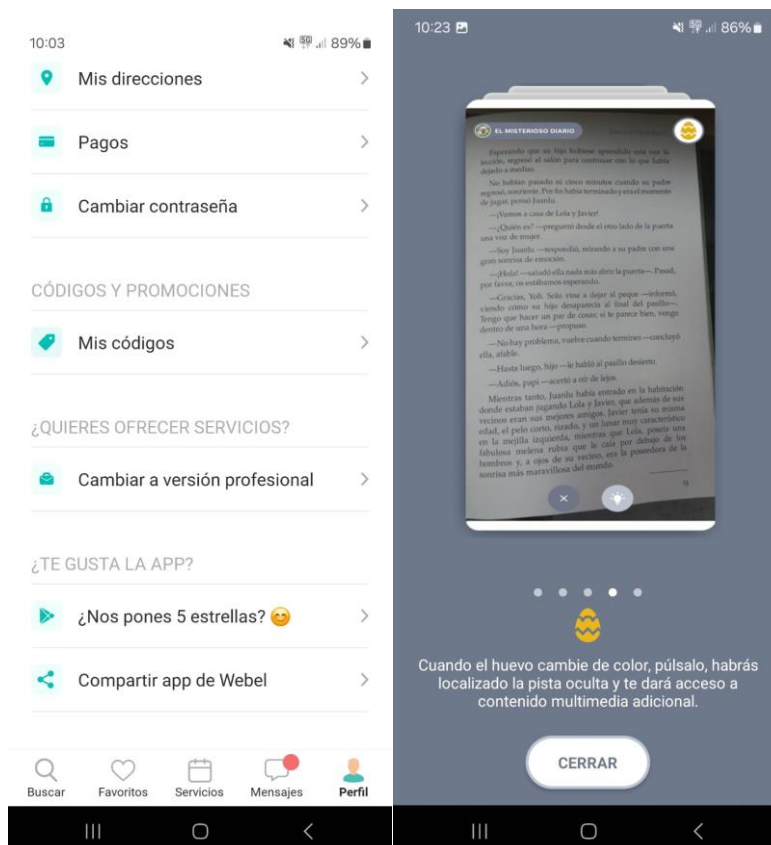 10:03
5G 89%
Mis direcciones
Pagos
Cambiar contraseña
CÓDIGOS Y PROMOCIONES
Mis códigos
¿QUIERES OFRECER SERVICIOS?
Cambiar a versión profesional
¿TE GUSTA LA APP?
¿Nos pones 5 estrellas? 😊
Compartir app de Webel
Buscar Favoritos Servicios Mensajes Perfil
10:23
5G 86%
EL MISTERIOSO DIARIO
Esperando que su hijo hubiese aprendido esta vez la
lección, regresó al salón para continuar con lo que había
dejado a medias.
No habían pasado ni cinco minutos cuando su padre
regresó, sonriente. Por fin había terminado y era el momento
de jugar, pensó Juanlu.
—¡Vamos a casa de Lola y Javier!
—¿Quién es? —preguntó desde el otro lado de la puerta
una voz de mujer.
—Soy Juanlu —respondió, mirando a su padre con una
gran sonrisa de emoción.
—¡Hola! —saludó ella nada más abrir la puerta—. Pasad,
por favor, os estábamos esperando.
—Gracias, Yoli. Solo vine a dejar al peque —informó,
viendo cómo su hijo desaparecía al final del pasillo—.
Tengo que hacer un par de cosas; si te parece bien, vengo
dentro de una hora —propuso.
—No hay problema, vuelve cuando termines —concluyó
ella, afable.
—Hasta luego, hijo —le habló al pasillo desierto.
—Adiós, papi —acertó a oír de lejos.
Mientras tanto, Juanlu había entrado en la habitación
donde estaban jugando Lola y Javier, que además de sus
vecinos eran sus mejores amigos. Javier tenía su misma
edad, el pelo corto, rizado, y un lunar muy característico
en la mejilla izquierda, mientras que Lola, poseía una
fabulosa melena rubia que le caía por debajo de los
hombros y, a ojos de su vecino, era la poseedora de la
sonrisa más maravillosa del mundo.
13
Cuando el huevo cambie de color, púlsalo, habrás
localizado la pista oculta y te dará acceso a
contenido multimedia adicional.
CERRAR